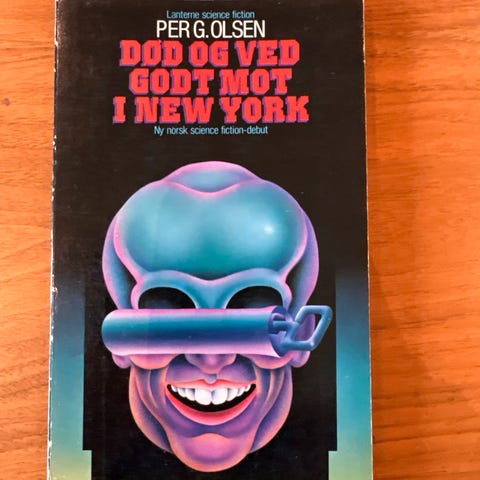 Lanterne science fiction
PER G. OLSEN
DØD OG VED
GODT MOT
I NEW YORK
Ny norsk science fiction-debut